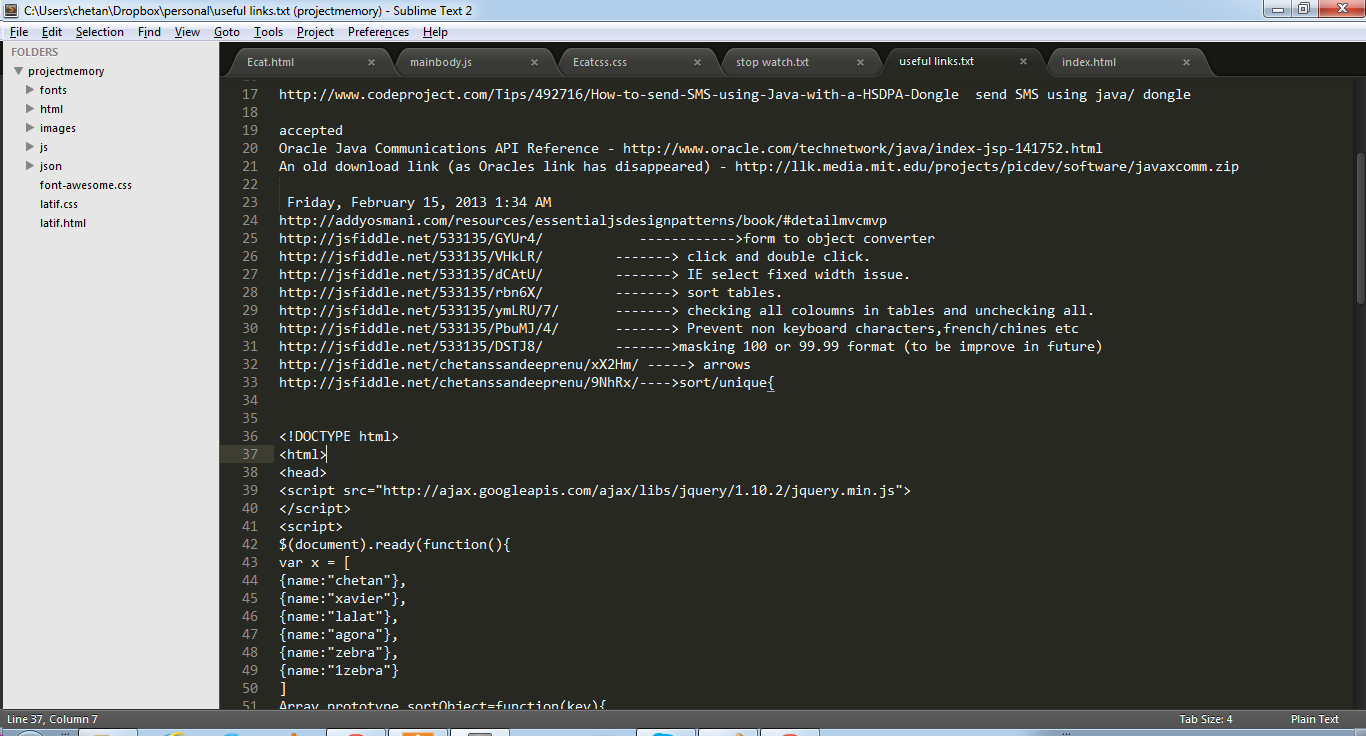 C:\Users\chetan\Dropbox\personal\useful links.txt (projectmemory) - Sublime Text 2
File Edit Selection Find View Goto Tools Project Preferences Help
FOLDERS
projectmemory
fonts
html
images
js
json
font-awesome.css
latif.css
latif.html
Ecat.html mainbody.js Ecatcss.css stop watch.txt useful links.txt index.html
17 http://www.codeproject.com/Tips/492716/How-to-send-SMS-using-Java-with-a-HSDPA-Dongle  send SMS using java/ dongle
18
19 accepted
20 Oracle Java Communications API Reference - http://www.oracle.com/technetwork/java/index-jsp-141752.html
21 An old download link (as Oracles link has disappeared) - http://llk.media.mit.edu/projects/picdev/software/javaxcomm.zip
22
23  Friday, February 15, 2013 1:34 AM
24 http://addyosmani.com/resources/essentialjsdesignpatterns/book/#detailmvcmvp
25 http://jsfiddle.net/533135/GYUr4/            ------------>form to object converter
26 http://jsfiddle.net/533135/VHkLR/         -------> click and double click.
27 http://jsfiddle.net/533135/dCAtU/         -------> IE select fixed width issue.
28 http://jsfiddle.net/533135/rbn6X/         -------> sort tables.
29 http://jsfiddle.net/533135/ymLRU/7/       -------> checking all coloumns in tables and unchecking all.
30 http://jsfiddle.net/533135/PbuMJ/4/       -------> Prevent non keyboard characters,french/chines etc
31 http://jsfiddle.net/533135/DSTJ8/         ------->masking 100 or 99.99 format (to be improve in future)
32 http://jsfiddle.net/chetanssandeeprenu/xX2Hm/ -----> arrows
33 http://jsfiddle.net/chetanssandeeprenu/9NhRx/---->sort/unique{
34
35
36 <!DOCTYPE html>
37 <html>
38 <head>
39 <script src="http://ajax.googleapis.com/ajax/libs/jquery/1.10.2/jquery.min.js">
40 </script>
41 <script>
42 $(document).ready(function(){
43 var x = [
44 {name:"chetan"},
45 {name:"xavier"},
46 {name:"lalat"},
47 {name:"agora"},
48 {name:"zebra"},
49 {name:"1zebra"}
50 ]
51 Array.prototype.sortObject=function(key){
Line 37, Column 7 Tab Size: 4 Plain Text